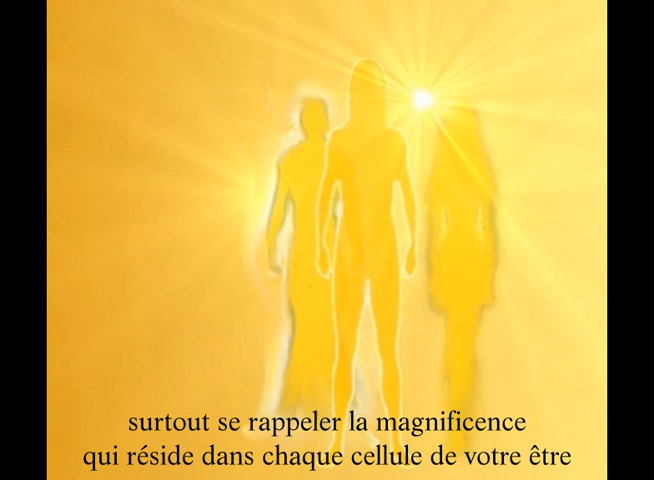 surtout se rappeler la magnificence
qui réside dans chaque cellule de votre être